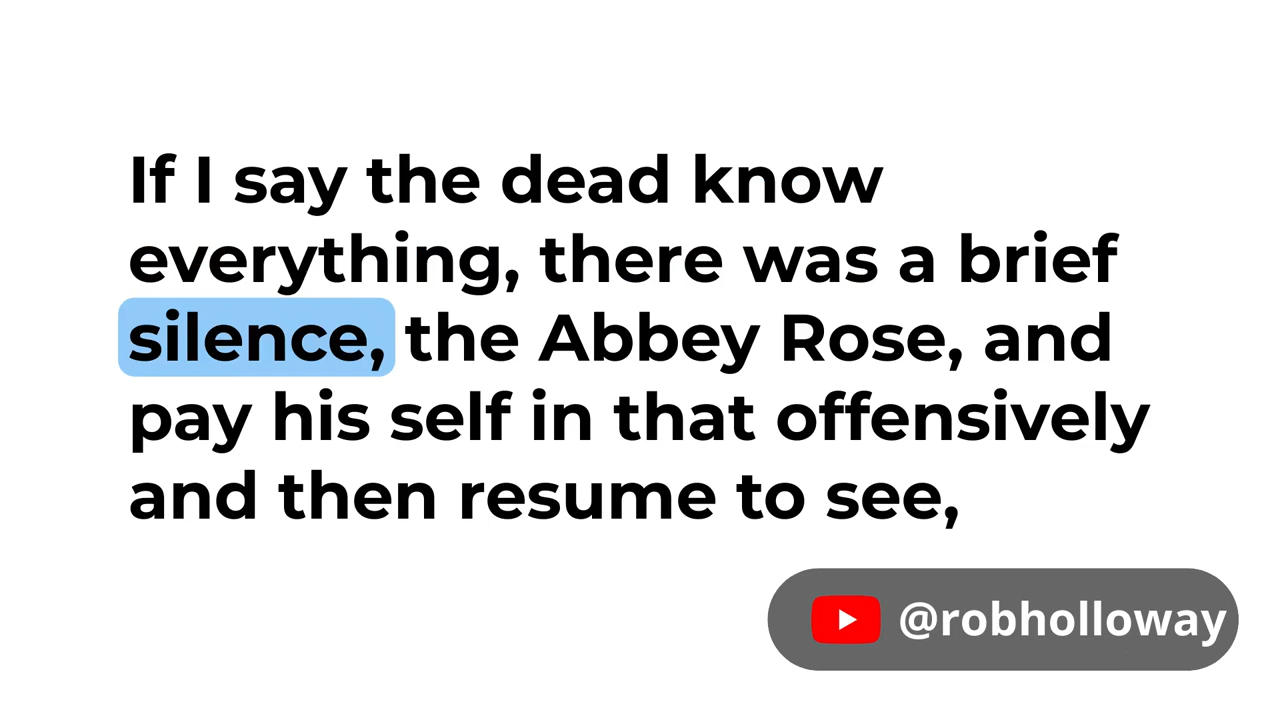 If I say the dead know
everything, there was a brief
silence, the Abbey Rose, and
pay his self in that offensively
and then resume to see,
@robholloway